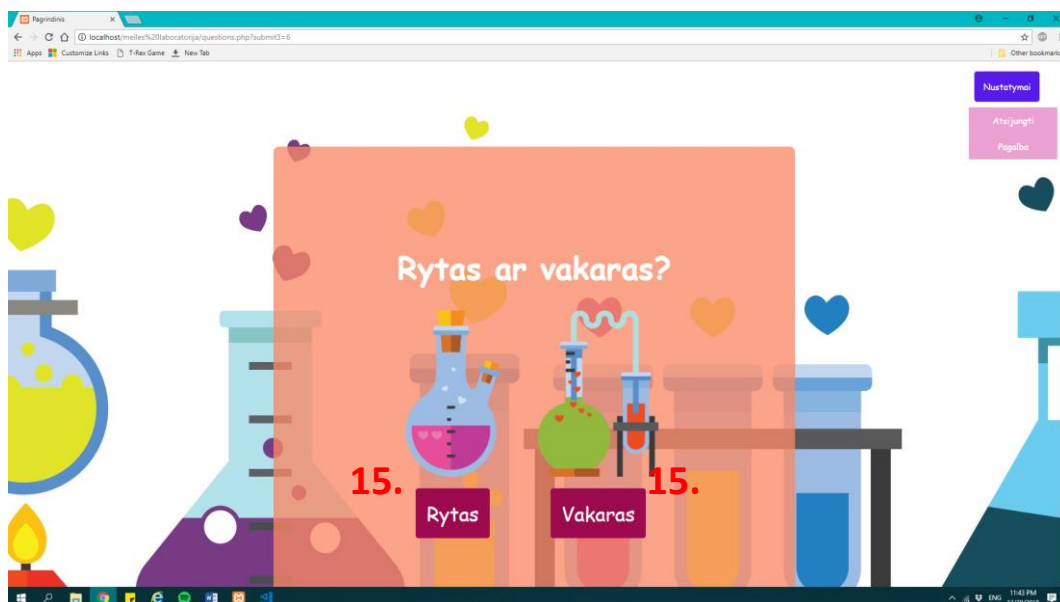 Pagrindinis
localhost/meiles%20laboratorija/questions.php?submit3=6
Apps Customize Links T-Rex Game New Tab Other bookmarks
Nustatymai
Atsijungti
Pagalba
Rytas ar vakaras?
15. 15.
Rytas Vakaras
ENG 11:43 PM